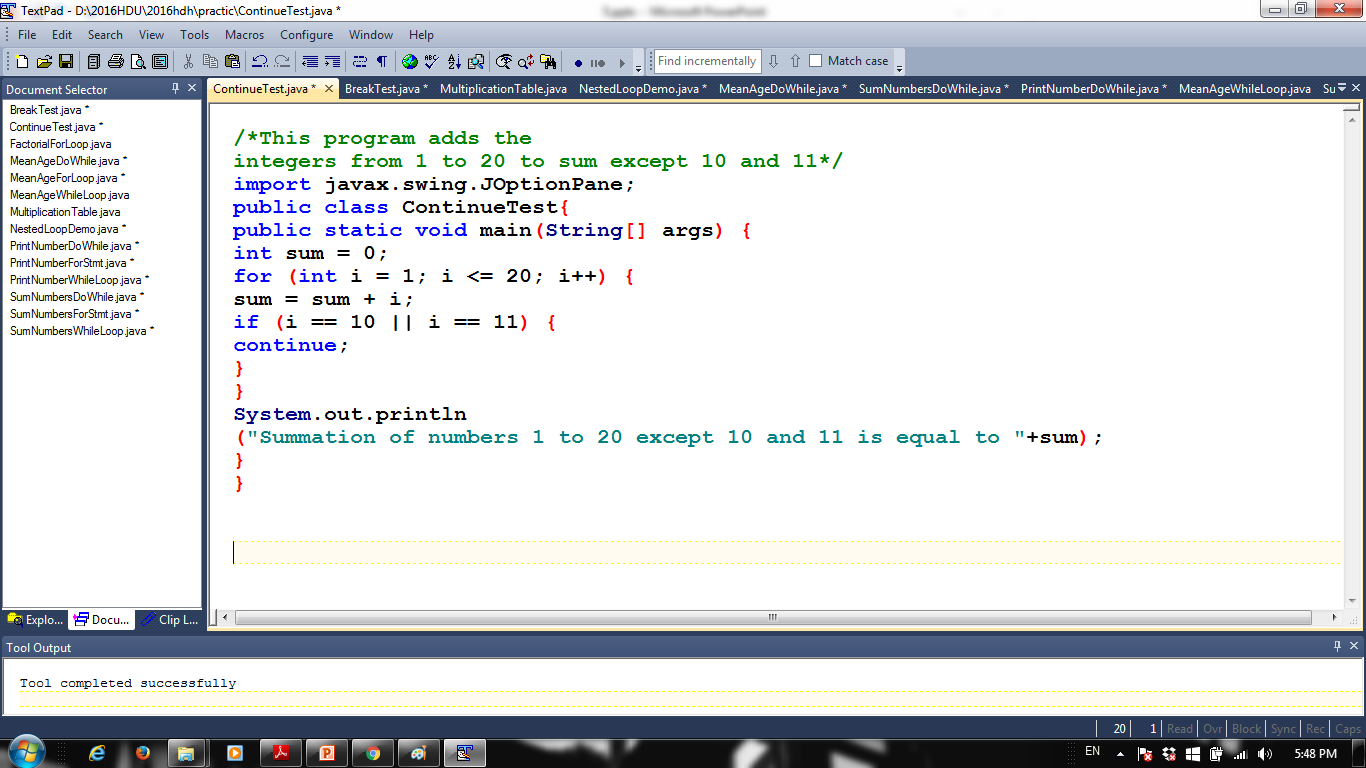 TextPad - D:\2016HDU\2016hdh\practic\ContinueTest.java *
File Edit Search View Tools Macros Configure Window Help
Find incrementally Match case
Document Selector
ContinueTest.java * BreakTest.java * MultiplicationTable.java NestedLoopDemo.java * MeanAgeDoWhile.java * SumNumbersDoWhile.java * PrintNumberDoWhile.java * MeanAgeWhileLoop.java Su
BreakTest.java *
ContinueTest.java *
FactorialForLoop.java
MeanAgeDoWhile.java *
MeanAgeForLoop.java *
MeanAgeWhileLoop.java
MultiplicationTable.java
NestedLoopDemo.java *
PrintNumberDoWhile.java *
PrintNumberForStmt.java *
PrintNumberWhileLoop.java *
SumNumbersDoWhile.java *
SumNumbersForStmt.java *
SumNumbersWhileLoop.java *
/*This program adds the
integers from 1 to 20 to sum except 10 and 11*/
import javax.swing.JOptionPane;
public class ContinueTest{
public static void main(String[] args) {
int sum = 0;
for (int i = 1; i <= 20; i++) {
sum = sum + i;
if (i == 10 || i == 11) {
continue;
}
}
System.out.println
("Summation of numbers 1 to 20 except 10 and 11 is equal to "+sum);
}
}
Explo... Docu... Clip L...
Tool Output
Tool completed successfully
20 1 Read Ovr Block Sync Rec Caps
EN 5:48 PM